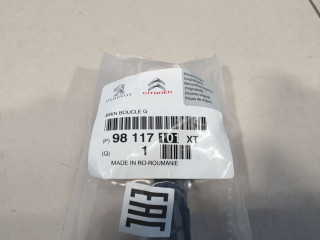 PEUGEOT CITROËN
BRIN BOUCLE G
(P) 98 117 101 XT
(Q) 1
MADE IN RO-ROUMANIE
EAC